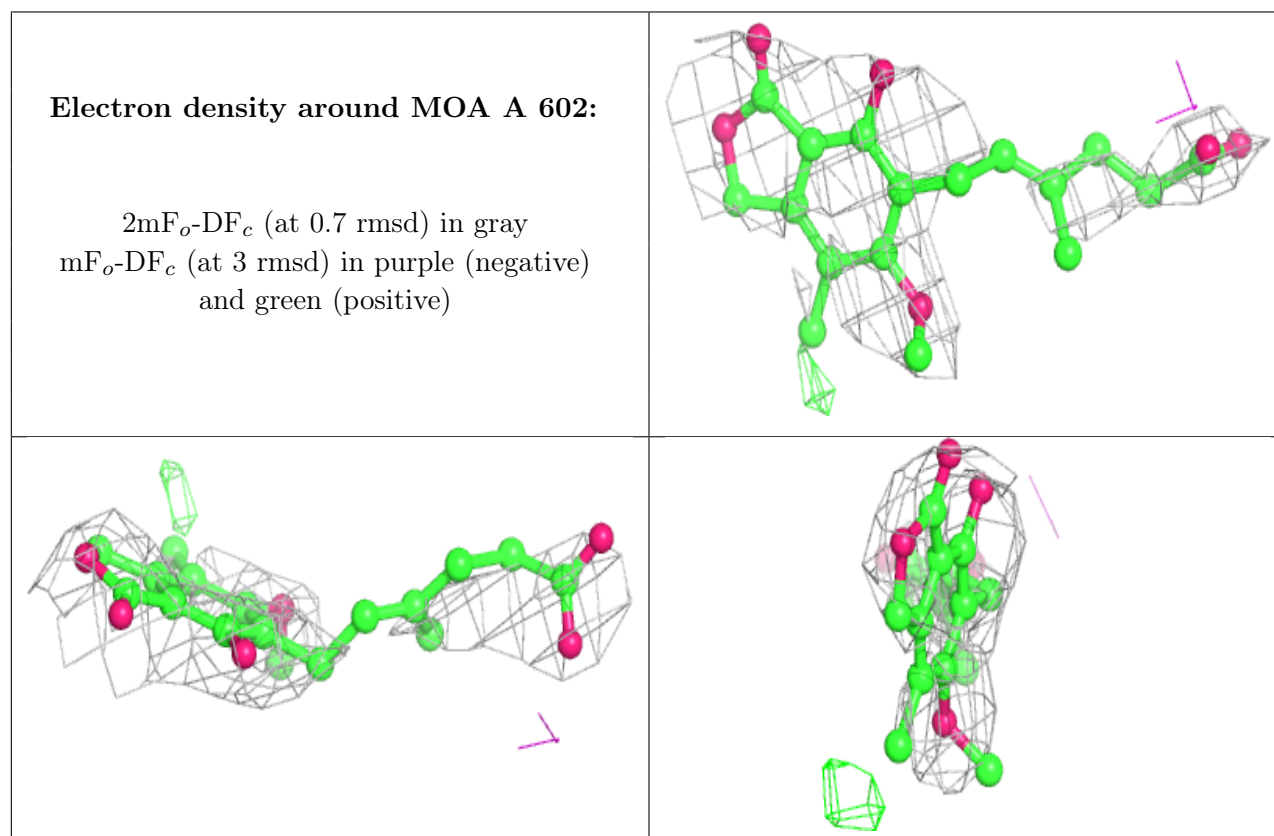 Electron density around MOA A 602:
2mFo-DFc (at 0.7 rmsd) in gray
mFo-DFc (at 3 rmsd) in purple (negative)
and green (positive)